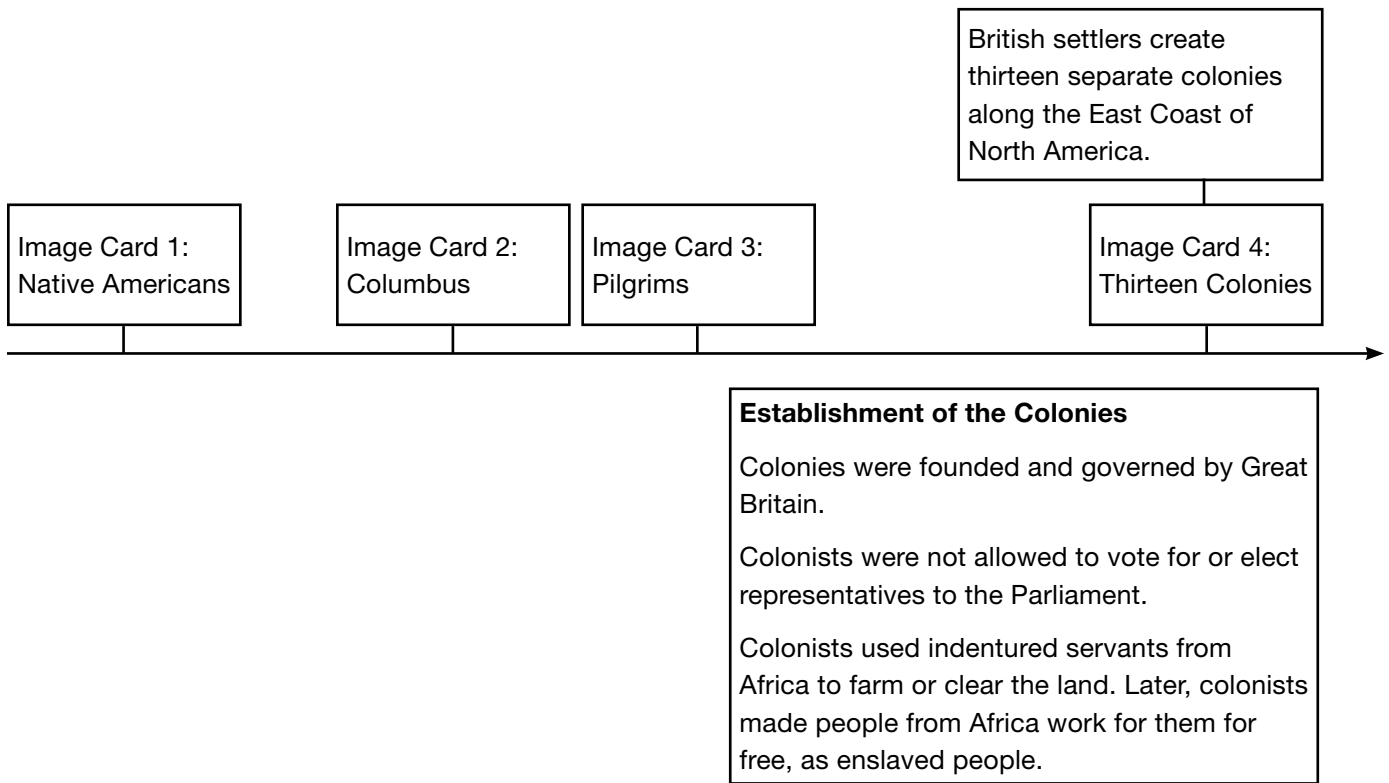 British settlers create
thirteen separate colonies
along the East Coast of
North America.
Image Card 1:
Native Americans
Image Card 2:
Columbus
Image Card 3:
Pilgrims
Image Card 4:
Thirteen Colonies
Establishment of the Colonies
Colonies were founded and governed by Great
Britain.
Colonists were not allowed to vote for or elect
representatives to the Parliament.
Colonists used indentured servants from
Africa to farm or clear the land. Later, colonists
made people from Africa work for them for
free, as enslaved people.